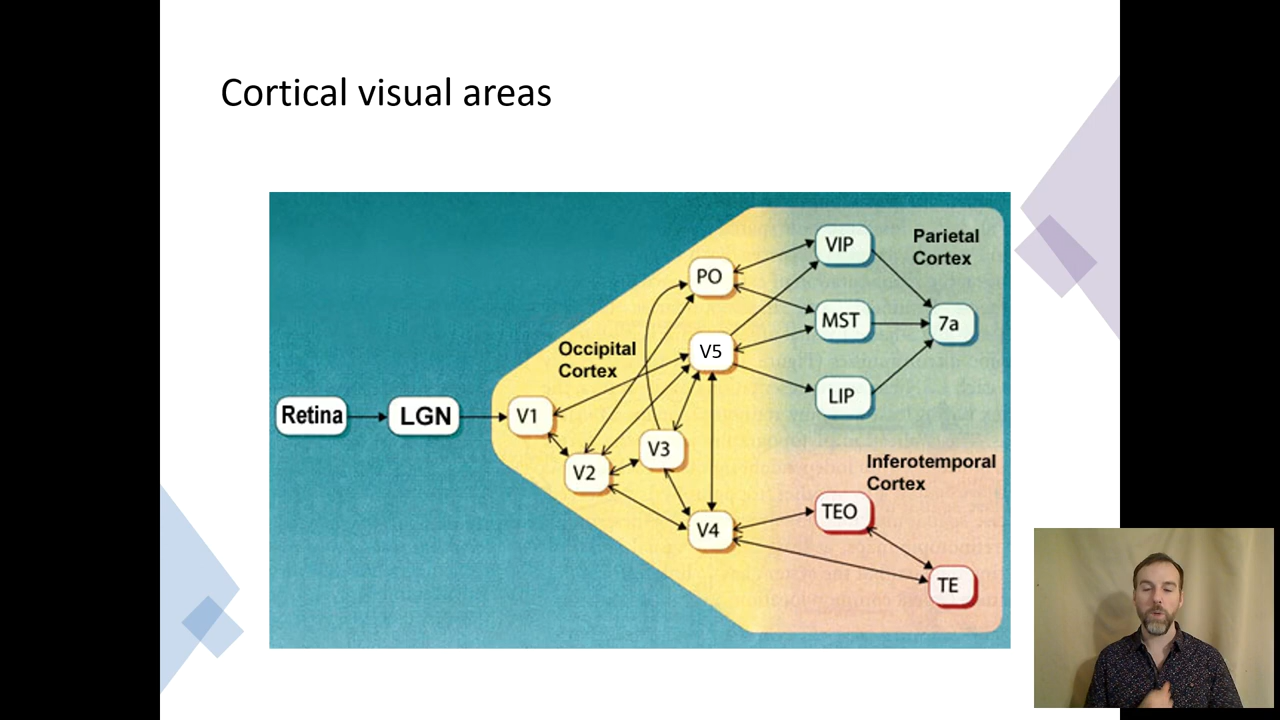 Cortical visual areas
Retina
LGN
Occipital
Cortex
V1
V2
V3
PO
V5
V4
VIP
MST
LIP
Parietal
Cortex
7a
Inferotemporal
Cortex
TEO
TE